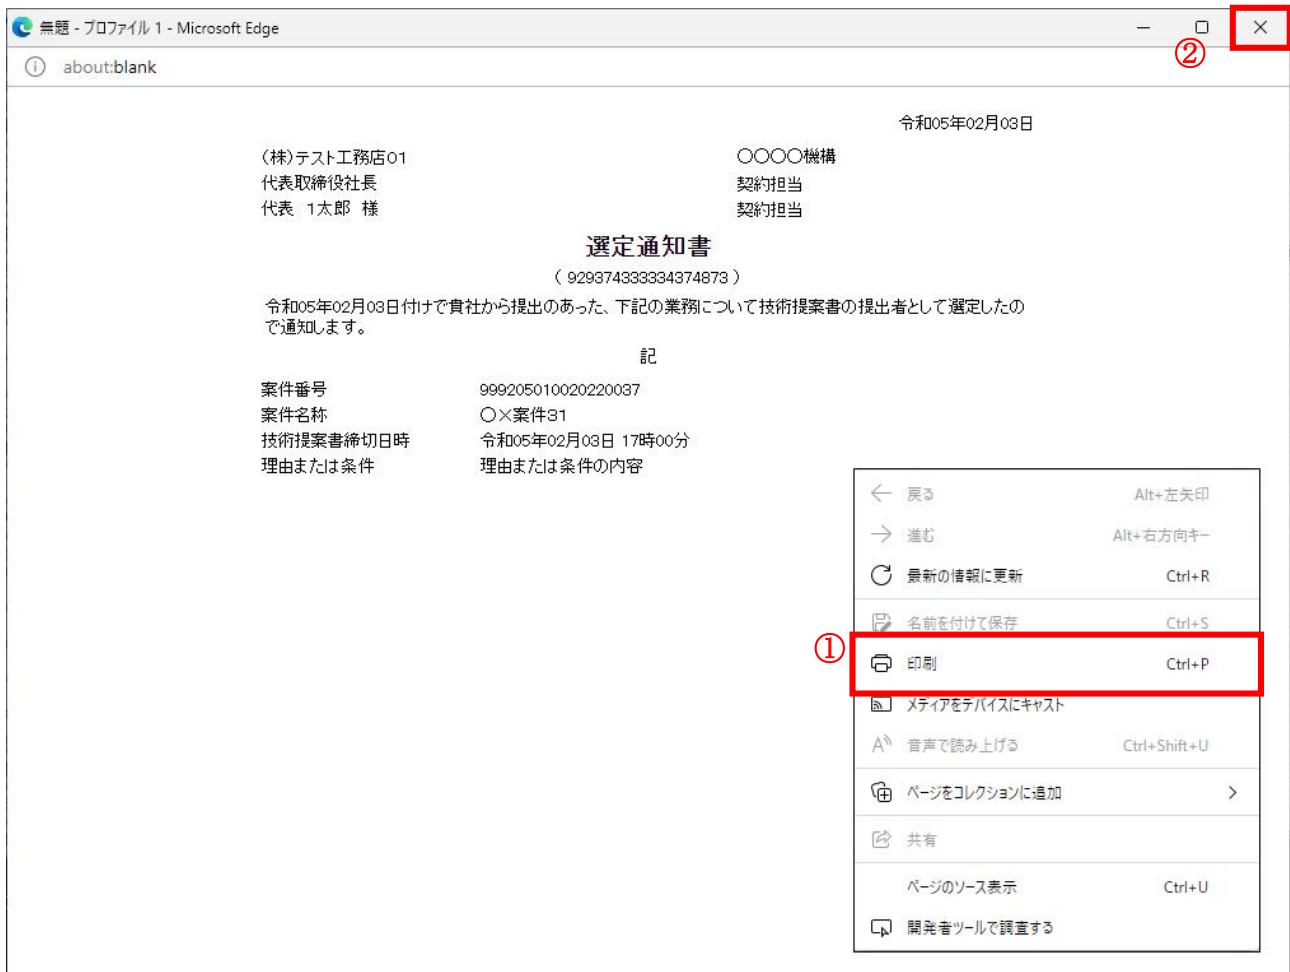 無題 - プロファイル 1 - Microsoft Edge
②
about:blank
令和05年02月03日
(株)テスト工務店01
〇〇〇〇機構
代表取締役社長
契約担当
代表 1太郎 様
契約担当
選定通知書
( 929374333334374873 )
令和05年02月03日付けで貴社から提出のあった、下記の業務について技術提案書の提出者として選定したの
で通知します。
記
案件番号 999205010020220037
案件名称 〇×案件31
技術提案書締切日時 令和05年02月03日 17時00分
理由または条件 理由または条件の内容
戻る Alt+左矢印
進む Alt+右方向キー
最新の情報に更新 Ctrl+R
名前を付けて保存 Ctrl+S
①
印刷 Ctrl+P
メディアをデバイスにキャスト
音声で読み上げる Ctrl+Shift+U
ページをコレクションに追加
共有
ページのソース表示 Ctrl+U
開発者ツールで調査する